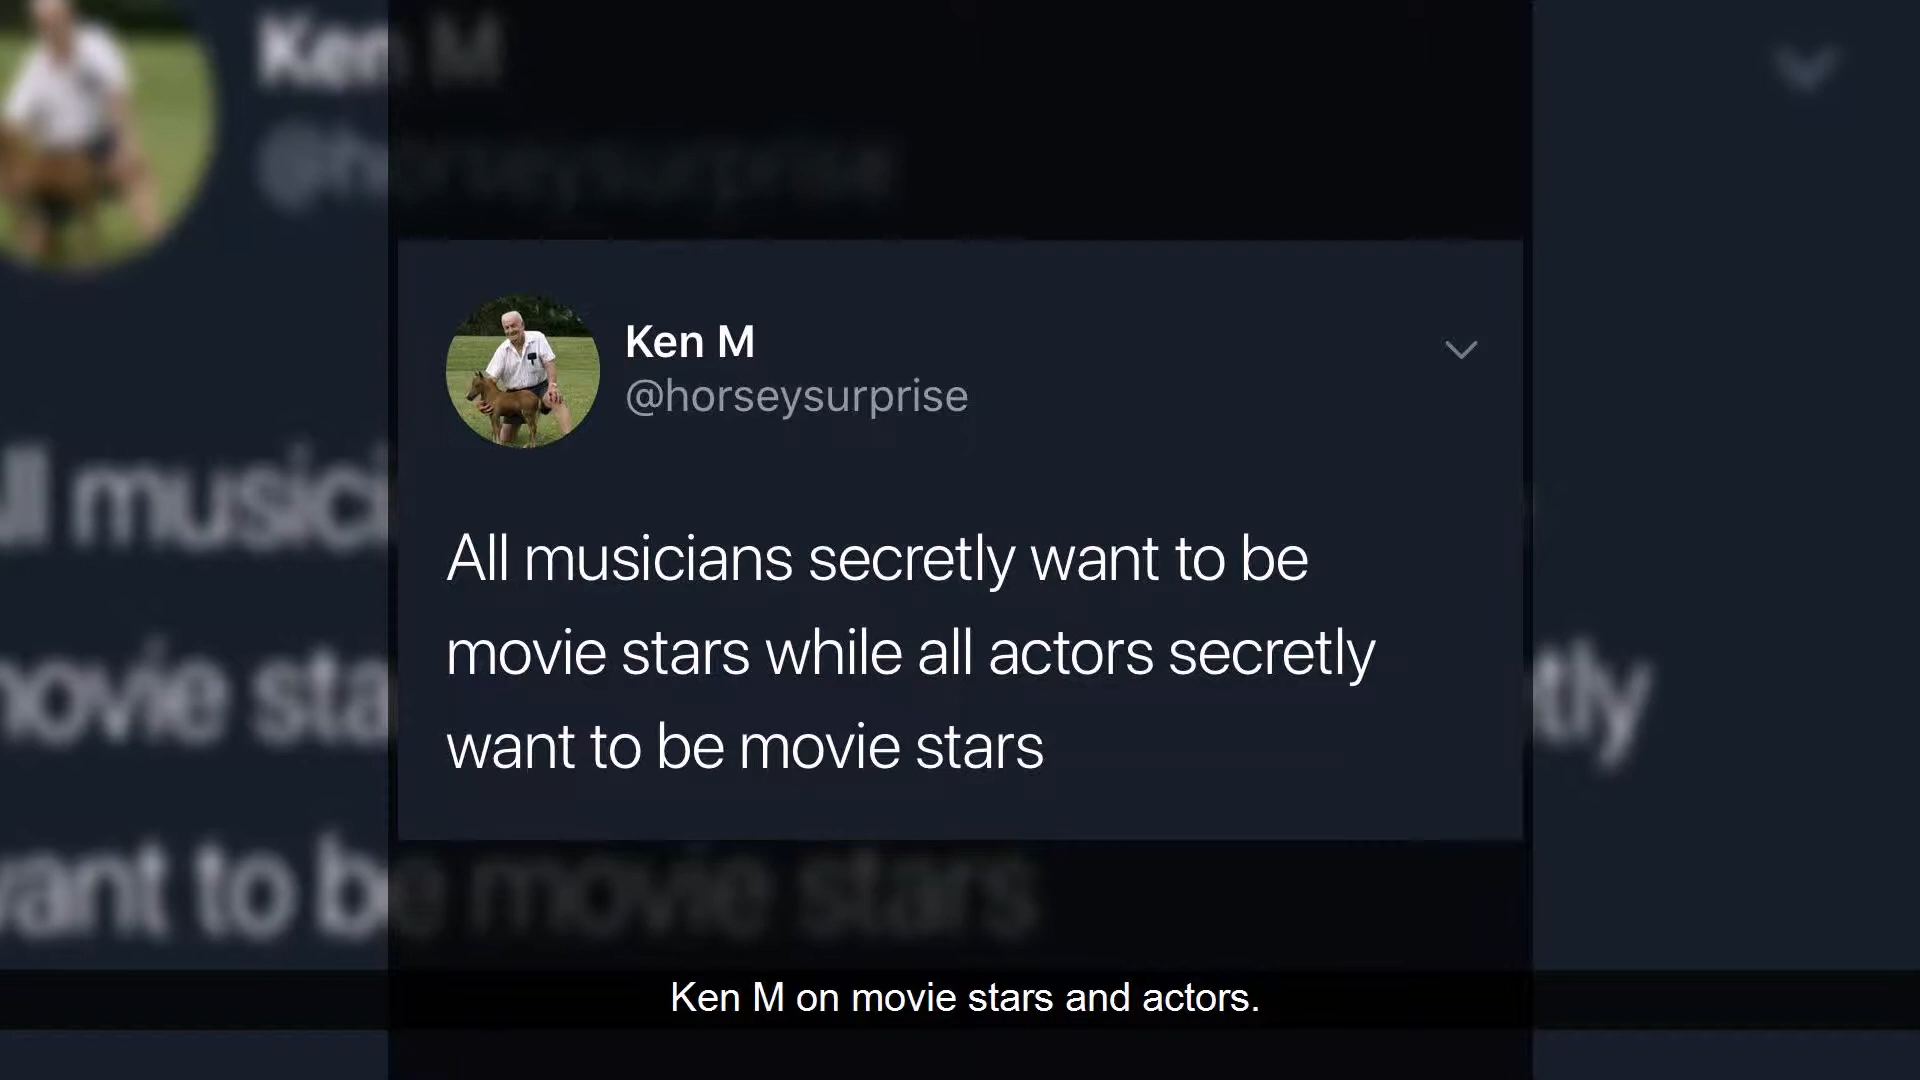 Ken M
@horseysurprise
All musicians secretly want to be
movie stars while all actors secretly
want to be movie stars
Ken M on movie stars and actors.